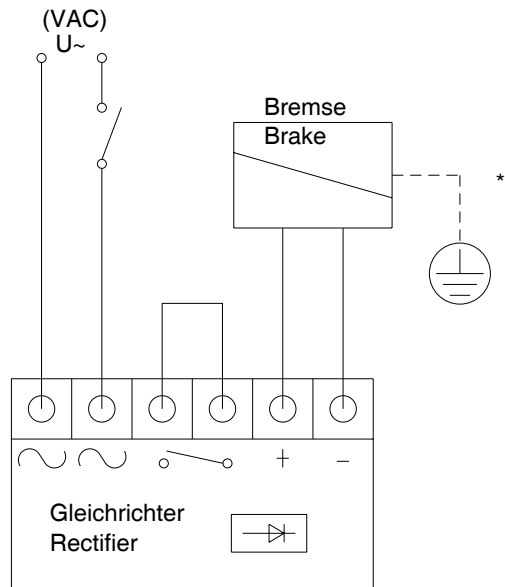 (VAC)
U~
Bremse
Brake
*
+ −
Gleichrichter
Rectifier